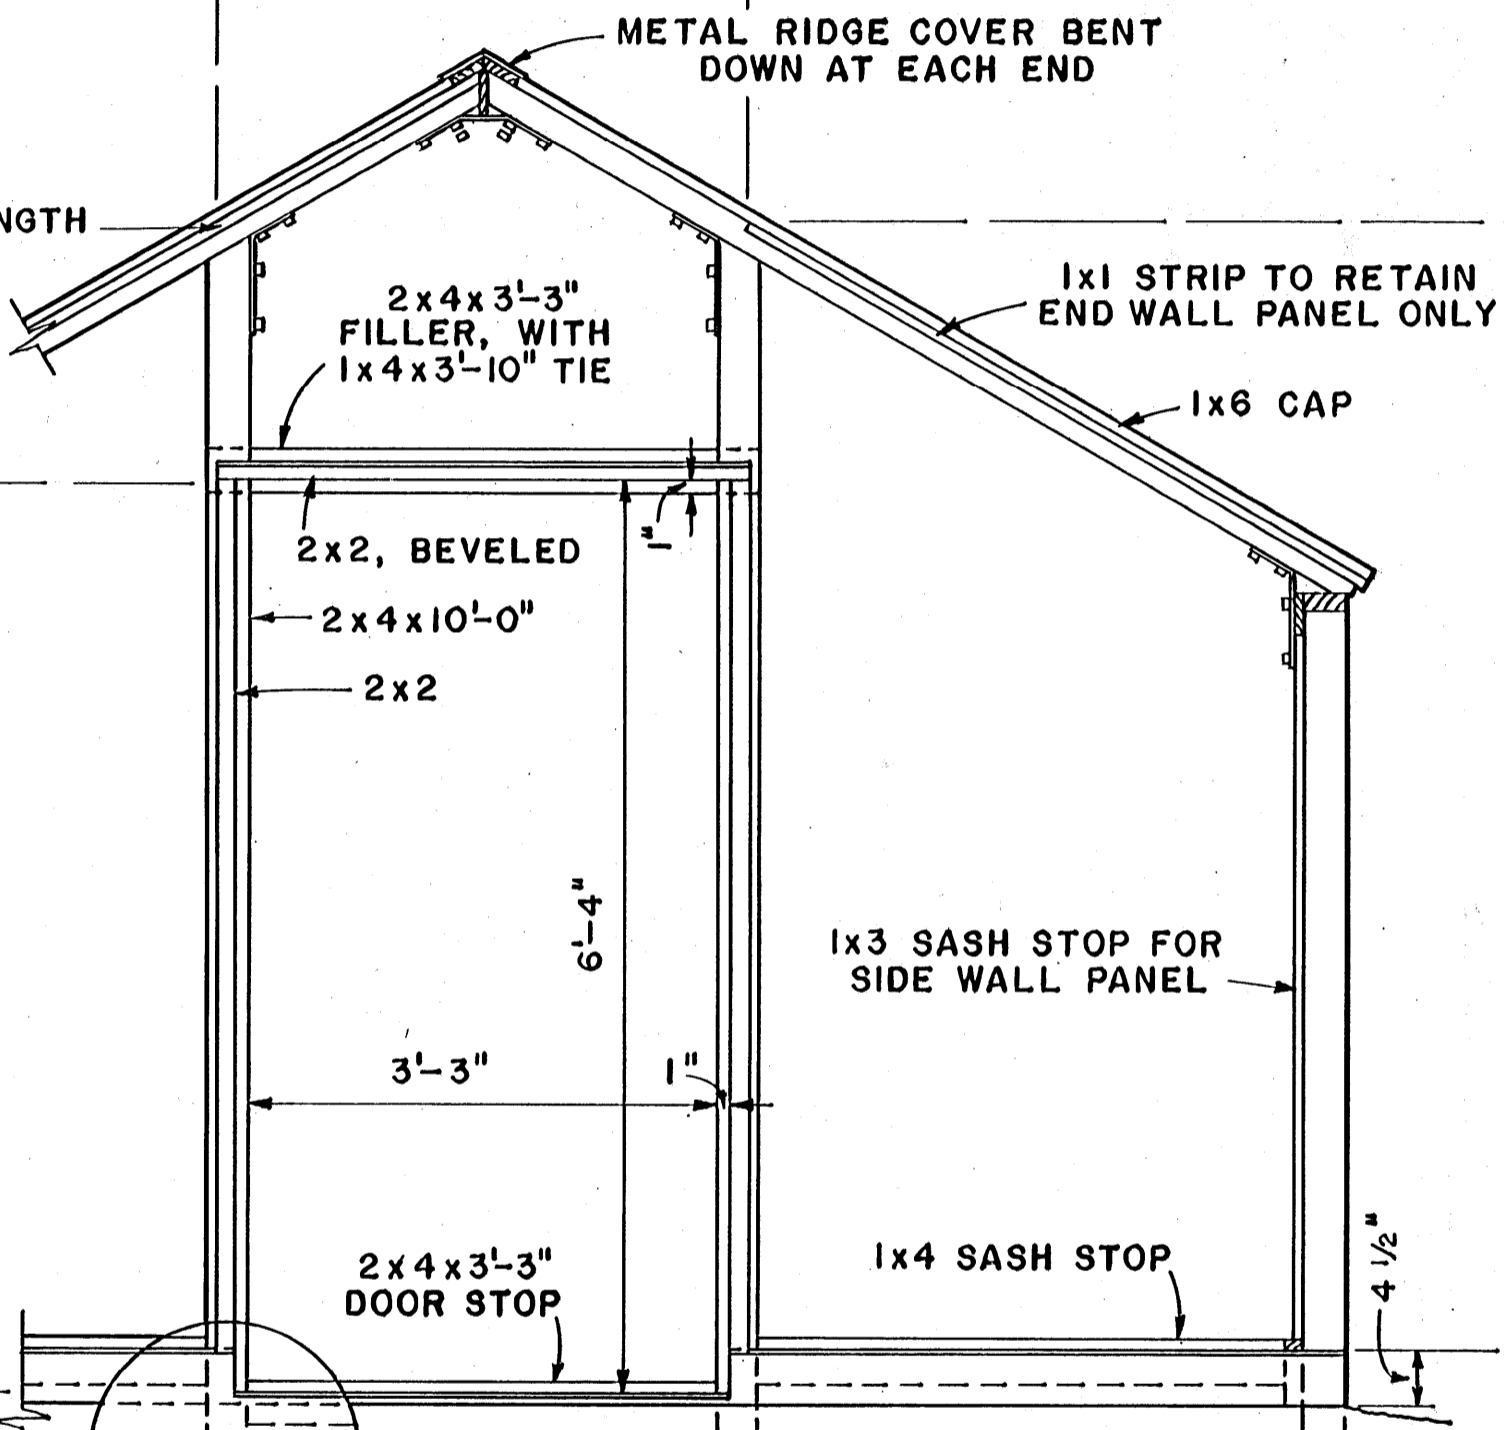 METAL RIDGE COVER BENT
DOWN AT EACH END
1x1 STRIP TO RETAIN
END WALL PANEL ONLY
2x4x3'-3"
FILLER, WITH
1x4x3'-10" TIE
1x6 CAP
1"
2x2, BEVELED
2x4x10'-0"
2x2
6'-4"
1x3 SASH STOP FOR
SIDE WALL PANEL
3'-3"
1"
2x4x3'-3"
DOOR STOP
1x4 SASH STOP
4 1/2"